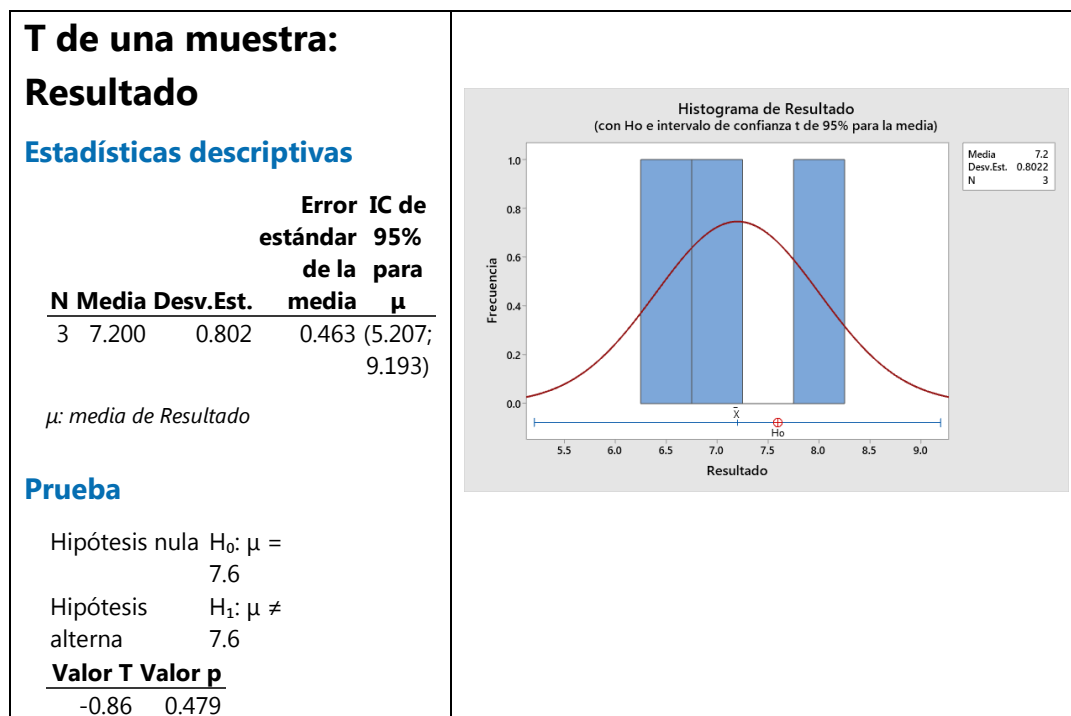 T de una muestra:
Resultado
Estadísticas descriptivas
Error IC de
estándar 95%
de la para
N Media Desv.Est. media μ
3 7.200 0.802 0.463 (5.207;
9.193)
μ: media de Resultado
Prueba
Hipótesis nula H₀: μ =
7.6
Hipótesis H₁: μ ≠
alterna 7.6
Valor T Valor p
-0.86 0.479
Histograma de Resultado
(con Ho e intervalo de confianza t de 95% para la media)
Media 7.2
Desv.Est. 0.8022
N 3
Frecuencia
1.0
0.8
0.6
0.4
0.2
0.0
X̄
Ho
5.5 6.0 6.5 7.0 7.5 8.0 8.5 9.0
Resultado